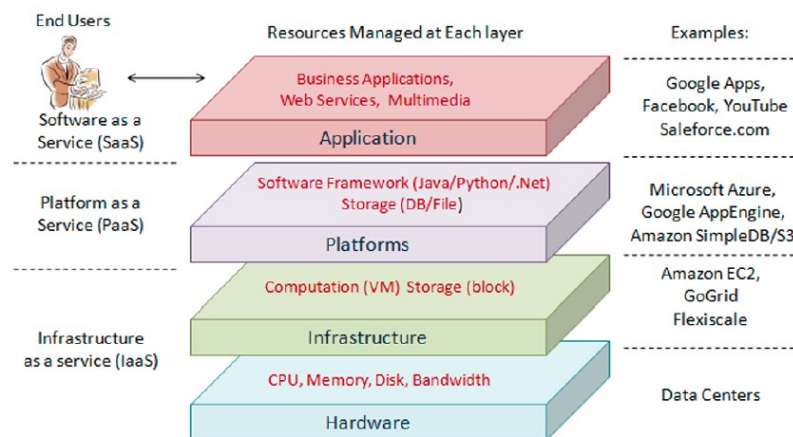 End Users
Resources Managed at Each layer
Examples:
Business Applications,
Web Services, Multimedia
Application
Software as a
Service (SaaS)
Google Apps,
Facebook, YouTube
Saleforce.com
Software Framework (Java/Python/.Net)
Storage (DB/File)
Platforms
Platform as a
Service (PaaS)
Microsoft Azure,
Google AppEngine,
Amazon SimpleDB/S3
Computation (VM) Storage (block)
Infrastructure
Amazon EC2,
GoGrid
Flexiscale
Infrastructure
as a service (IaaS)
CPU, Memory, Disk, Bandwidth
Hardware
Data Centers